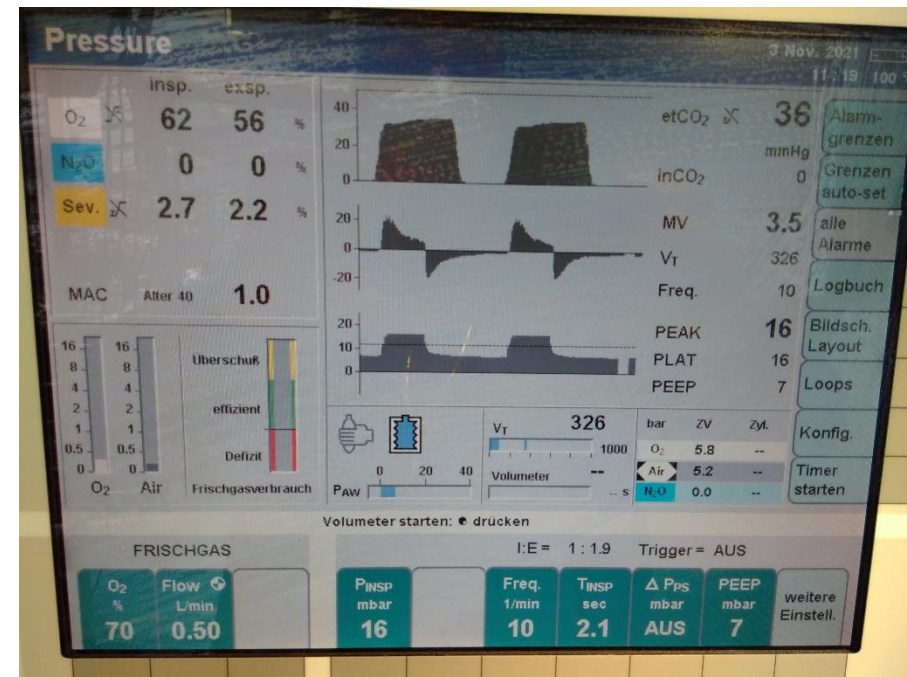 Pressure
3 Nov. 2021
11:19 100 %
insp. exsp.
O₂ 62 56 %
N₂O 0 0 %
Sev. 2.7 2.2 %
MAC Alter 40 1.0
40
20
0
20
0
-20
20
10
0
etCO₂ 36
mmHg
inCO₂ 0
MV 3.5
VT 326
Freq. 10
PEAK 16
PLAT 16
PEEP 7
Alarm-
grenzen
Grenzen
auto-set
alle
Alarme
Logbuch
Bildsch.
Layout
Loops
Konfig.
Timer
starten
16 16
8 8
4 4
2 2
1 1
0.5 0.5
0 0
O₂ Air
Überschuß
effizient
Defizit
Frischgasverbrauch
0 20 40
PAW
VT 326
1000
Volumeter --
-- s
bar ZV Zyl.
O₂ 5.8 --
Air 5.2 --
N₂O 0.0 --
Volumeter starten: drücken
FRISCHGAS
I:E = 1 : 1.9 Trigger = AUS
O₂
%
70
Flow
L/min
0.50
PINSP
mbar
16
Freq.
1/min
10
TINSP
sec
2.1
Δ PPS
mbar
AUS
PEEP
mbar
7
weitere
Einstell.